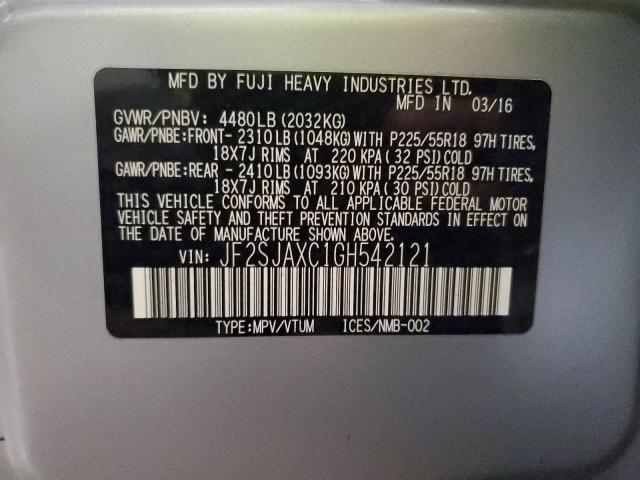 MFD BY FUJI HEAVY INDUSTRIES LTD.
MFD IN 03/16
GVWR/PNBV: 4480LB (2032KG)
GAWR/PNBE:FRONT- 2310LB (1048KG)WITH P225/55R18 97H TIRES,
18X7J RIMS AT 220 KPA (32 PSI)COLD
GAWR/PNBE:REAR - 2410LB (1093KG)WITH P225/55R18 97H TIRES,
18X7J RIMS AT 210 KPA (30 PSI)COLD
THIS VEHICLE CONFORMS TO ALL APPLICABLE FEDERAL MOTOR
VEHICLE SAFETY AND THEFT PREVENTION STANDARDS IN EFFECT ON
THE DATE OF MANUFACTURE SHOWN ABOVE.
VIN: JF2SJAXC1GH542121
TYPE:MPV/VTUM ICES/NMB-002